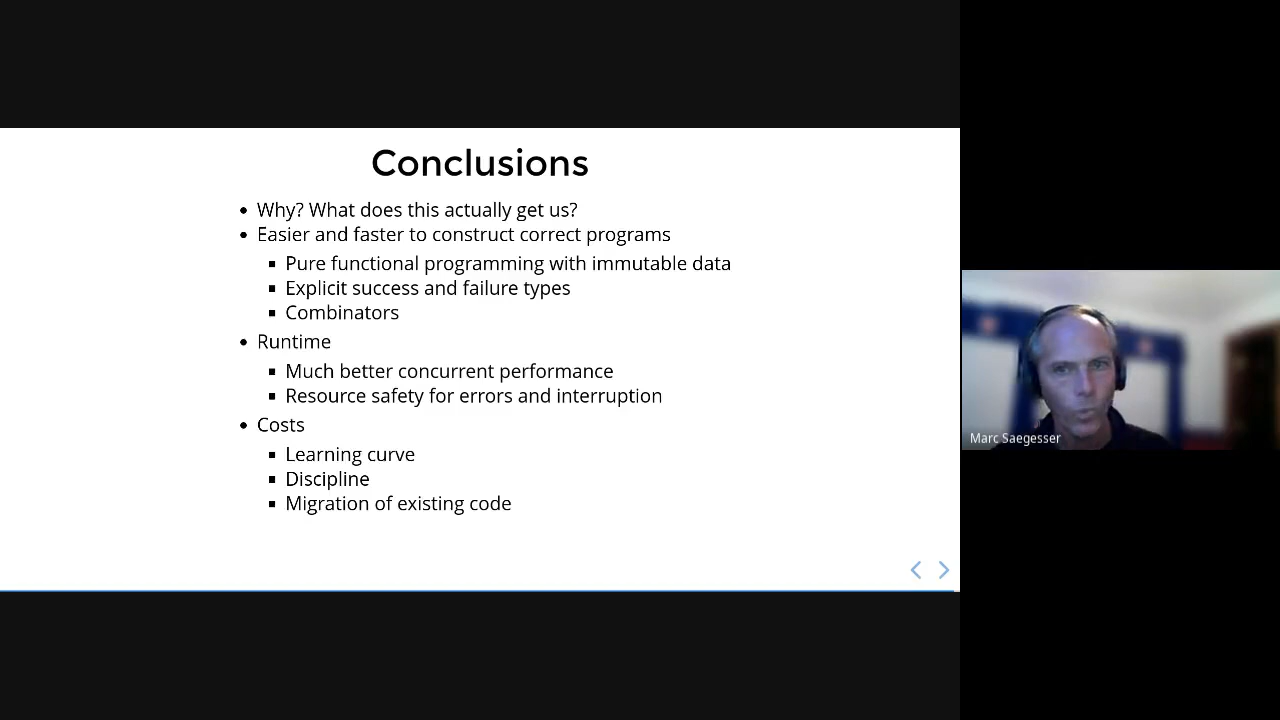 Conclusions
Why? What does this actually get us?
Easier and faster to construct correct programs
Pure functional programming with immutable data
Explicit success and failure types
Combinators
Runtime
Much better concurrent performance
Resource safety for errors and interruption
Costs
Learning curve
Discipline
Migration of existing code
Marc Saegesser